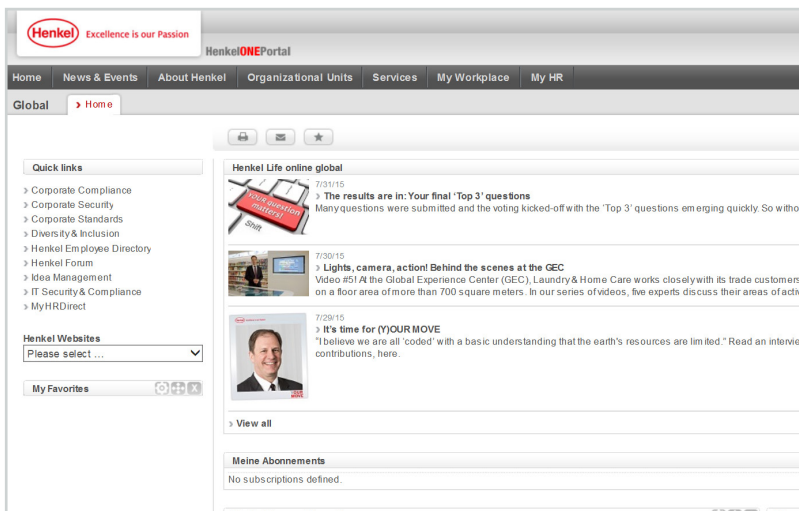 Henkel Excellence is our Passion
HenkelONEPortal
Home News & Events About Henkel Organizational Units Services My Workplace My HR
Global Home
Quick links
Corporate Compliance
Corporate Security
Corporate Standards
Diversity & Inclusion
Henkel Employee Directory
Henkel Forum
Idea Management
IT Security & Compliance
MyHRDirect
Henkel Websites
Please select ...
My Favorites
Henkel Life online global
YOUR question
matters!
Shift
7/31/15
The results are in: Your final ‘Top 3’ questions
Many questions were submitted and the voting kicked-off with the ‘Top 3’ questions emerging quickly. So witho
7/30/15
Lights, camera, action! Behind the scenes at the GEC
Video #5! At the Global Experience Center (GEC), Laundry & Home Care works closely with its trade customers
on a floor area of more than 700 square meters. In our series of videos, five experts discuss their areas of activ
7/29/15
It's time for (Y)OUR MOVE
"I believe we are all 'coded' with a basic understanding that the earth's resources are limited." Read an intervie
contributions, here.
YOUR
MOVE
View all
Meine Abonnements
No subscriptions defined.